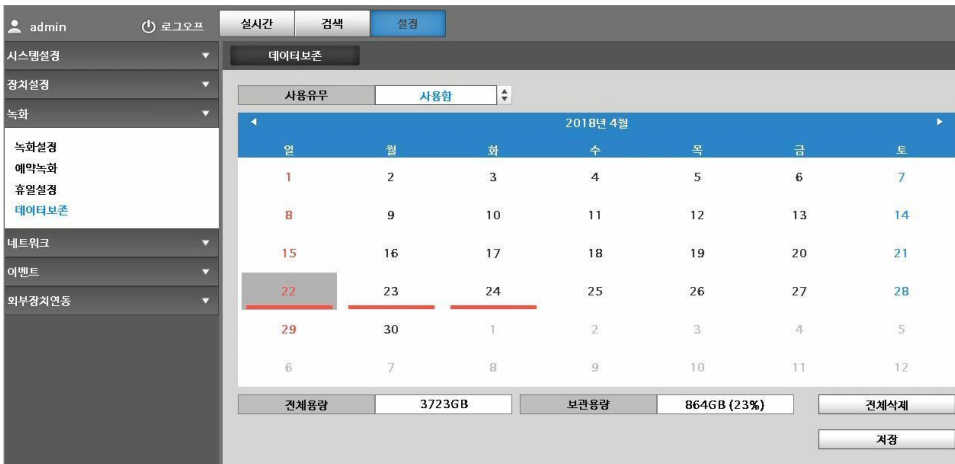 admin 로그오프 실시간 검색 설정
시스템설정 데이터보존
장치설정
사용유무 사용함
녹화
2018년 4월
녹화설정
예약녹화
휴일설정
데이터보존
네트워크
이벤트
외부장치연동
일 월 화 수 목 금 토
1 2 3 4 5 6 7
8 9 10 11 12 13 14
15 16 17 18 19 20 21
22 23 24 25 26 27 28
29 30 1 2 3 4 5
6 7 8 9 10 11 12
전체용량 3723GB 보관용량 864GB (23%) 전체삭제
저장